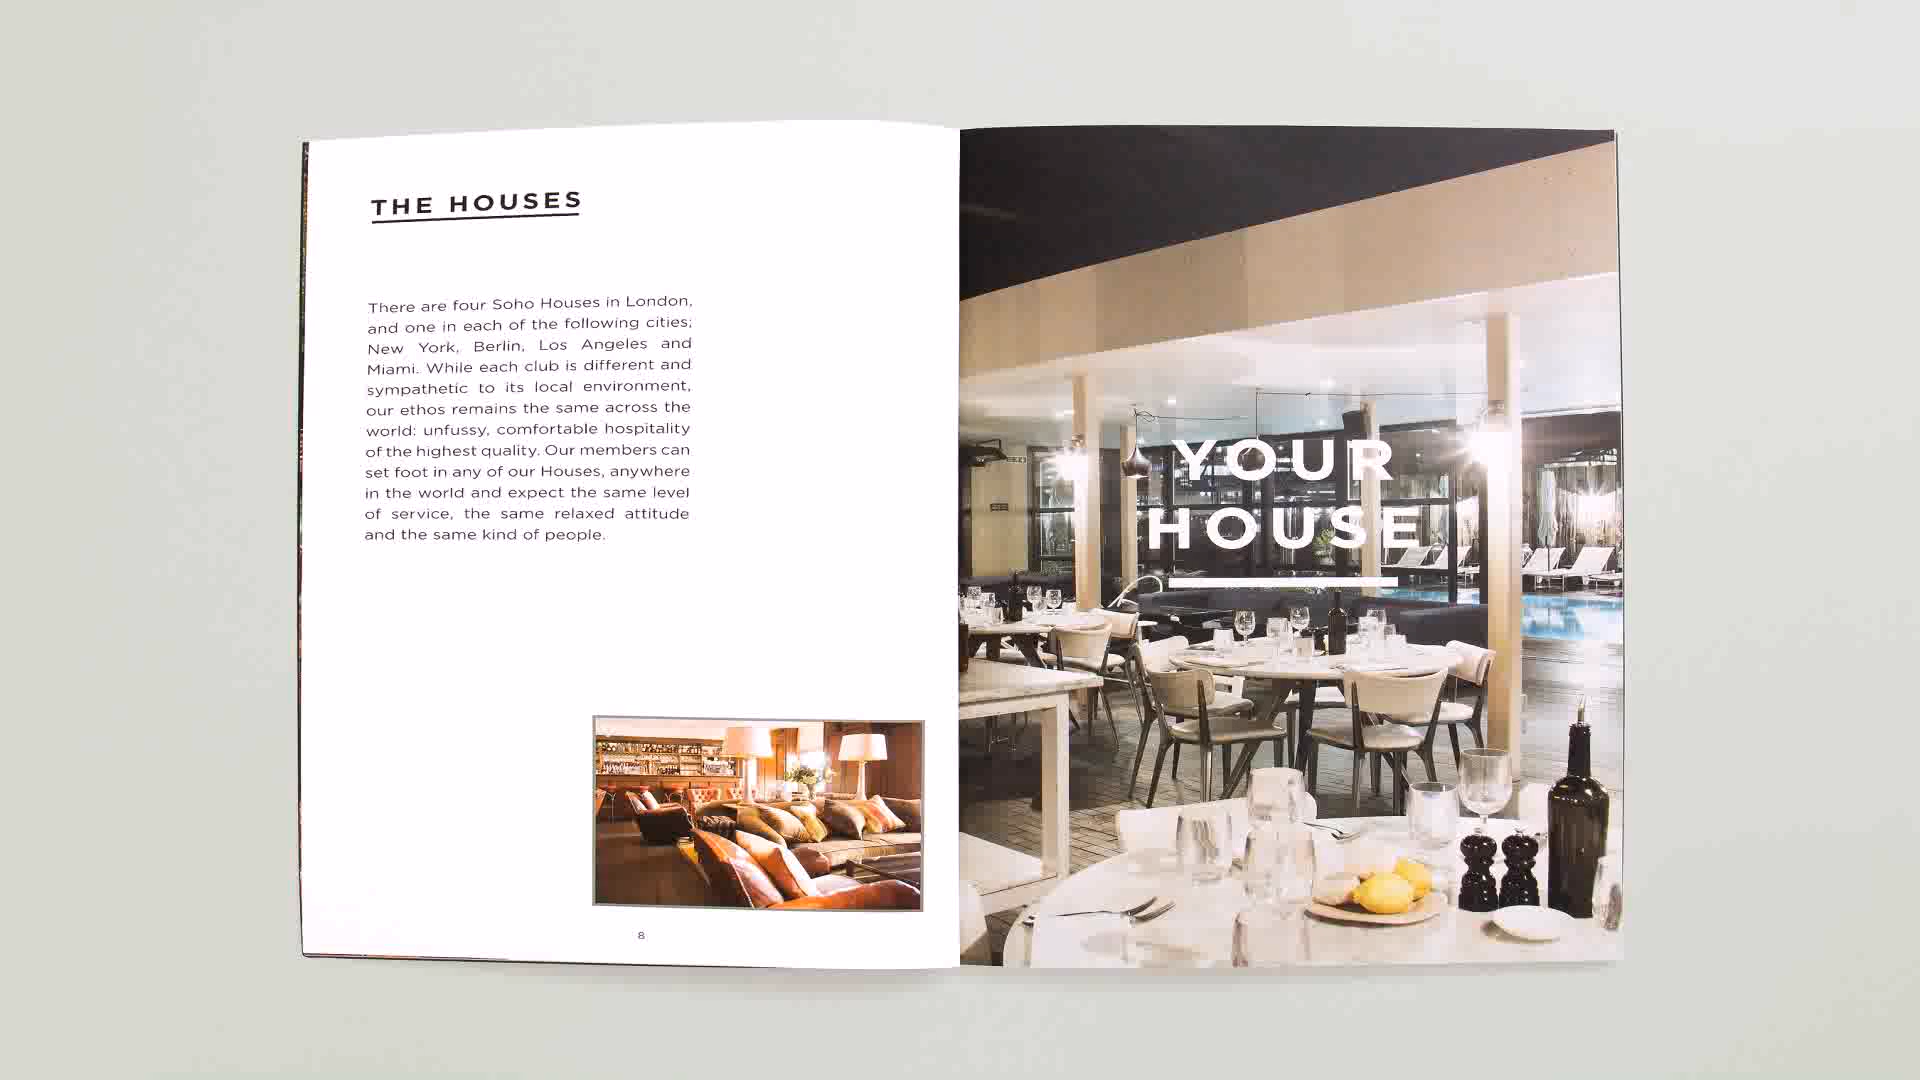 THE HOUSES
There are four Soho Houses in London,
and one in each of the following cities;
New York, Berlin, Los Angeles and
Miami. While each club is different and
sympathetic to its local environment,
our ethos remains the same across the
world: unfussy, comfortable hospitality
of the highest quality. Our members can
set foot in any of our Houses, anywhere
in the world and expect the same level
of service, the same relaxed attitude
and the same kind of people.
8
YOUR
HOUSE